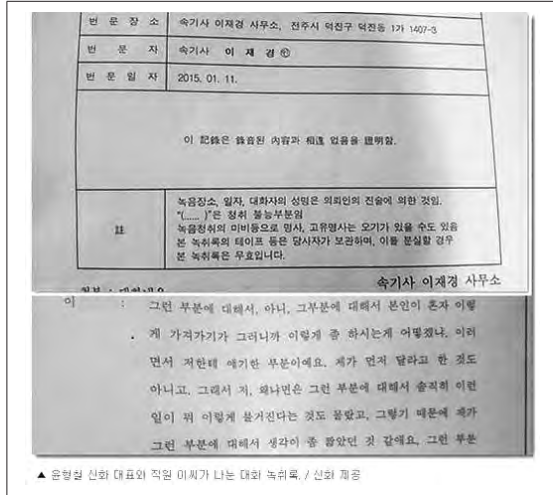 번 문 장 소 속기사 이재경 사무소, 전주시 덕진구 덕진동 1가 1407-3
번 문 자 속기사 이 재 경 ㊞
번 문 일 자 2015. 01. 11.
이 記錄은 錄音된 內容과 相違 없음을 證明함.
註
녹음장소, 일자, 대화자의 성명은 의뢰인의 진술에 의한 것임.
"(...... )"은 청취 불능부분임
녹음청취의 미비등으로 명사, 고유명사는 오기가 있을 수도 있음
본 녹취록의 테이프 등은 당사자가 보관하며, 이를 분실할 경우
본 녹취록은 무효입니다.
속기사 이재경 사무소
이 : 그런 부분에 대해서, 아니, 그부분에 대해서 본인이 혼자 이렇
게 가져가기가 그러니까 이렇게 좀 하시는게 어떻겠냐. 이러
면서 저한테 얘기한 부분이예요. 제가 먼저 달라고 한 것도
아니고, 그래서 저, 왜냐면은 그런 부분에 대해서 솔직히 이런
일이 뭐 이렇게 불거진다는 것도 몰랐고, 그렇기 때문에 제가
그런 부분에 대해서 생각이 좀 짧았던 것 같애요. 그런 부분
▲ 윤형철 신화 대표와 직원 이씨가 나눈 대화 녹취록. / 신화 제공